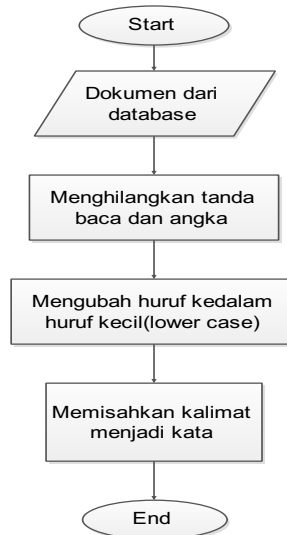 Start
Dokumen dari
database
Menghilangkan tanda
baca dan angka
Mengubah huruf kedalam
huruf kecil(lower case)
Memisahkan kalimat
menjadi kata
End